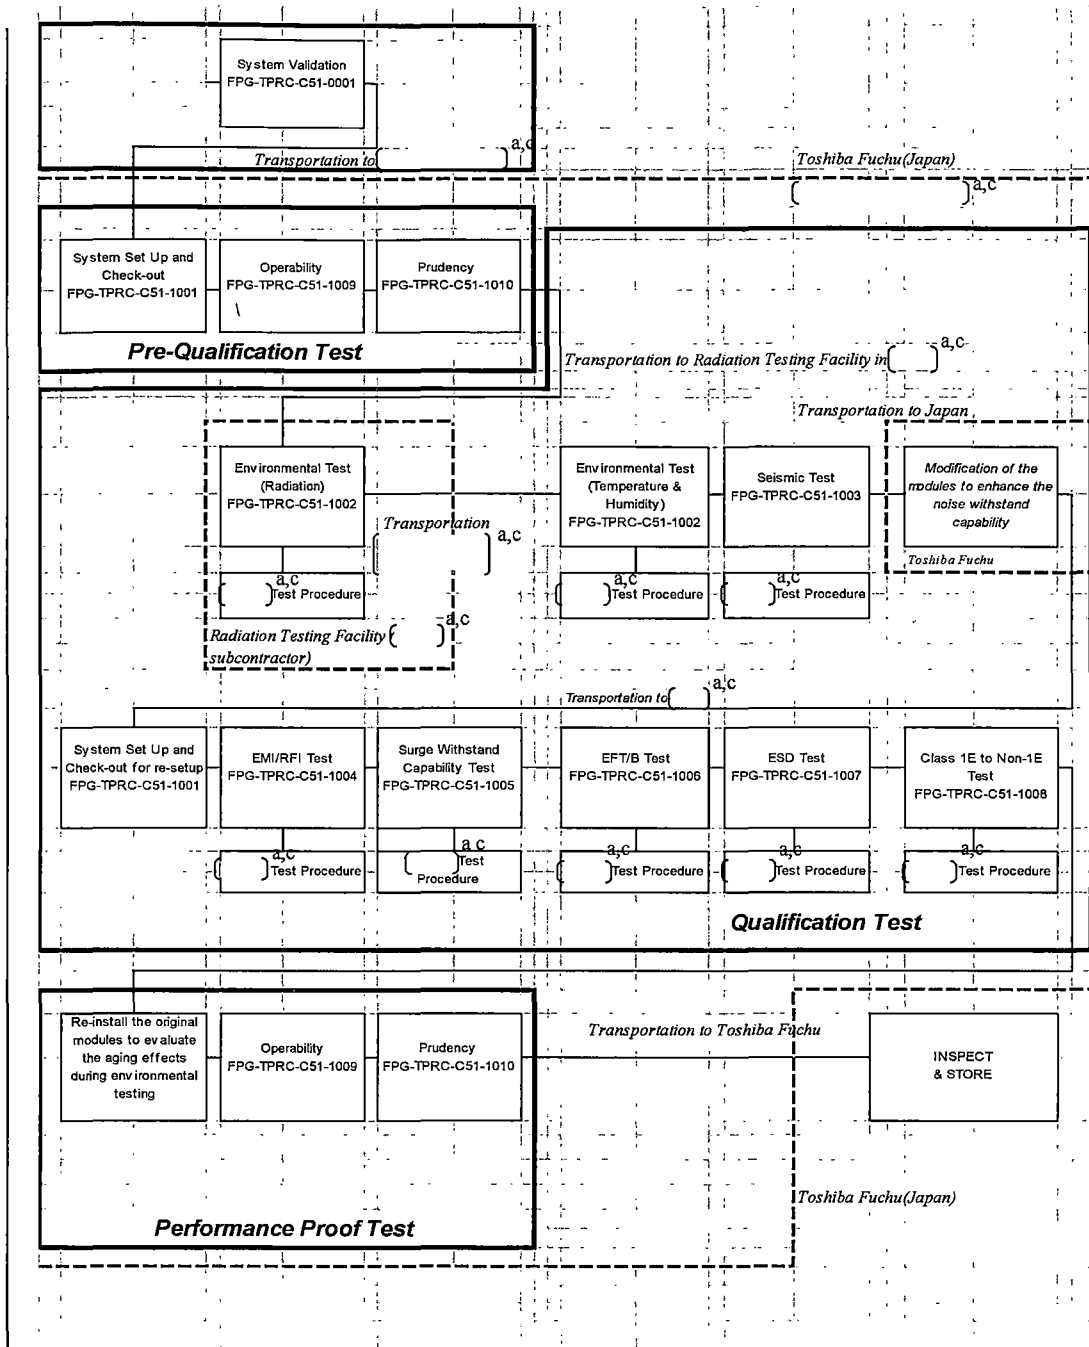 System Validation
FPG-TPRC-C51-0001
Transportation to [ ] a,c
Toshiba Fuchu(Japan)
[ ] a,c
System Set Up and
Check-out
FPG-TPRC-C51-1001
Operability
FPG-TPRC-C51-1009
Prudency
FPG-TPRC-C51-1010
Pre-Qualification Test
Transportation to Radiation Testing Facility in [ ] a,c
Transportation to Japan
Environmental Test
(Radiation)
FPG-TPRC-C51-1002
Transportation
[ ] a,c
Environmental Test
(Temperature &
Humidity)
FPG-TPRC-C51-1002
Seismic Test
FPG-TPRC-C51-1003
Modification of the
modules to enhance the
noise withstand
capability
Toshiba Fuchu
[ ] a,c Test Procedure
[ ] a,c Test Procedure
[ ] a,c Test Procedure
Radiation Testing Facility [ ] a,c
subcontractor)
Transportation to [ ] a,c
System Set Up and
Check-out for re-setup
FPG-TPRC-C51-1001
EMI/RFI Test
FPG-TPRC-C51-1004
Surge Withstand
Capability Test
FPG-TPRC-C51-1005
EFT/B Test
FPG-TPRC-C51-1006
ESD Test
FPG-TPRC-C51-1007
Class 1E to Non-1E
Test
FPG-TPRC-C51-1008
[ ] a,c Test Procedure
[ ] a c Test
Procedure
[ ] a,c Test Procedure
[ ] a,c Test Procedure
[ ] a,c Test Procedure
Qualification Test
Re-install the original
modules to evaluate
the aging effects
during environmental
testing
Operability
FPG-TPRC-C51-1009
Prudency
FPG-TPRC-C51-1010
Transportation to Toshiba Fuchu
INSPECT
& STORE
Toshiba Fuchu(Japan)
Performance Proof Test